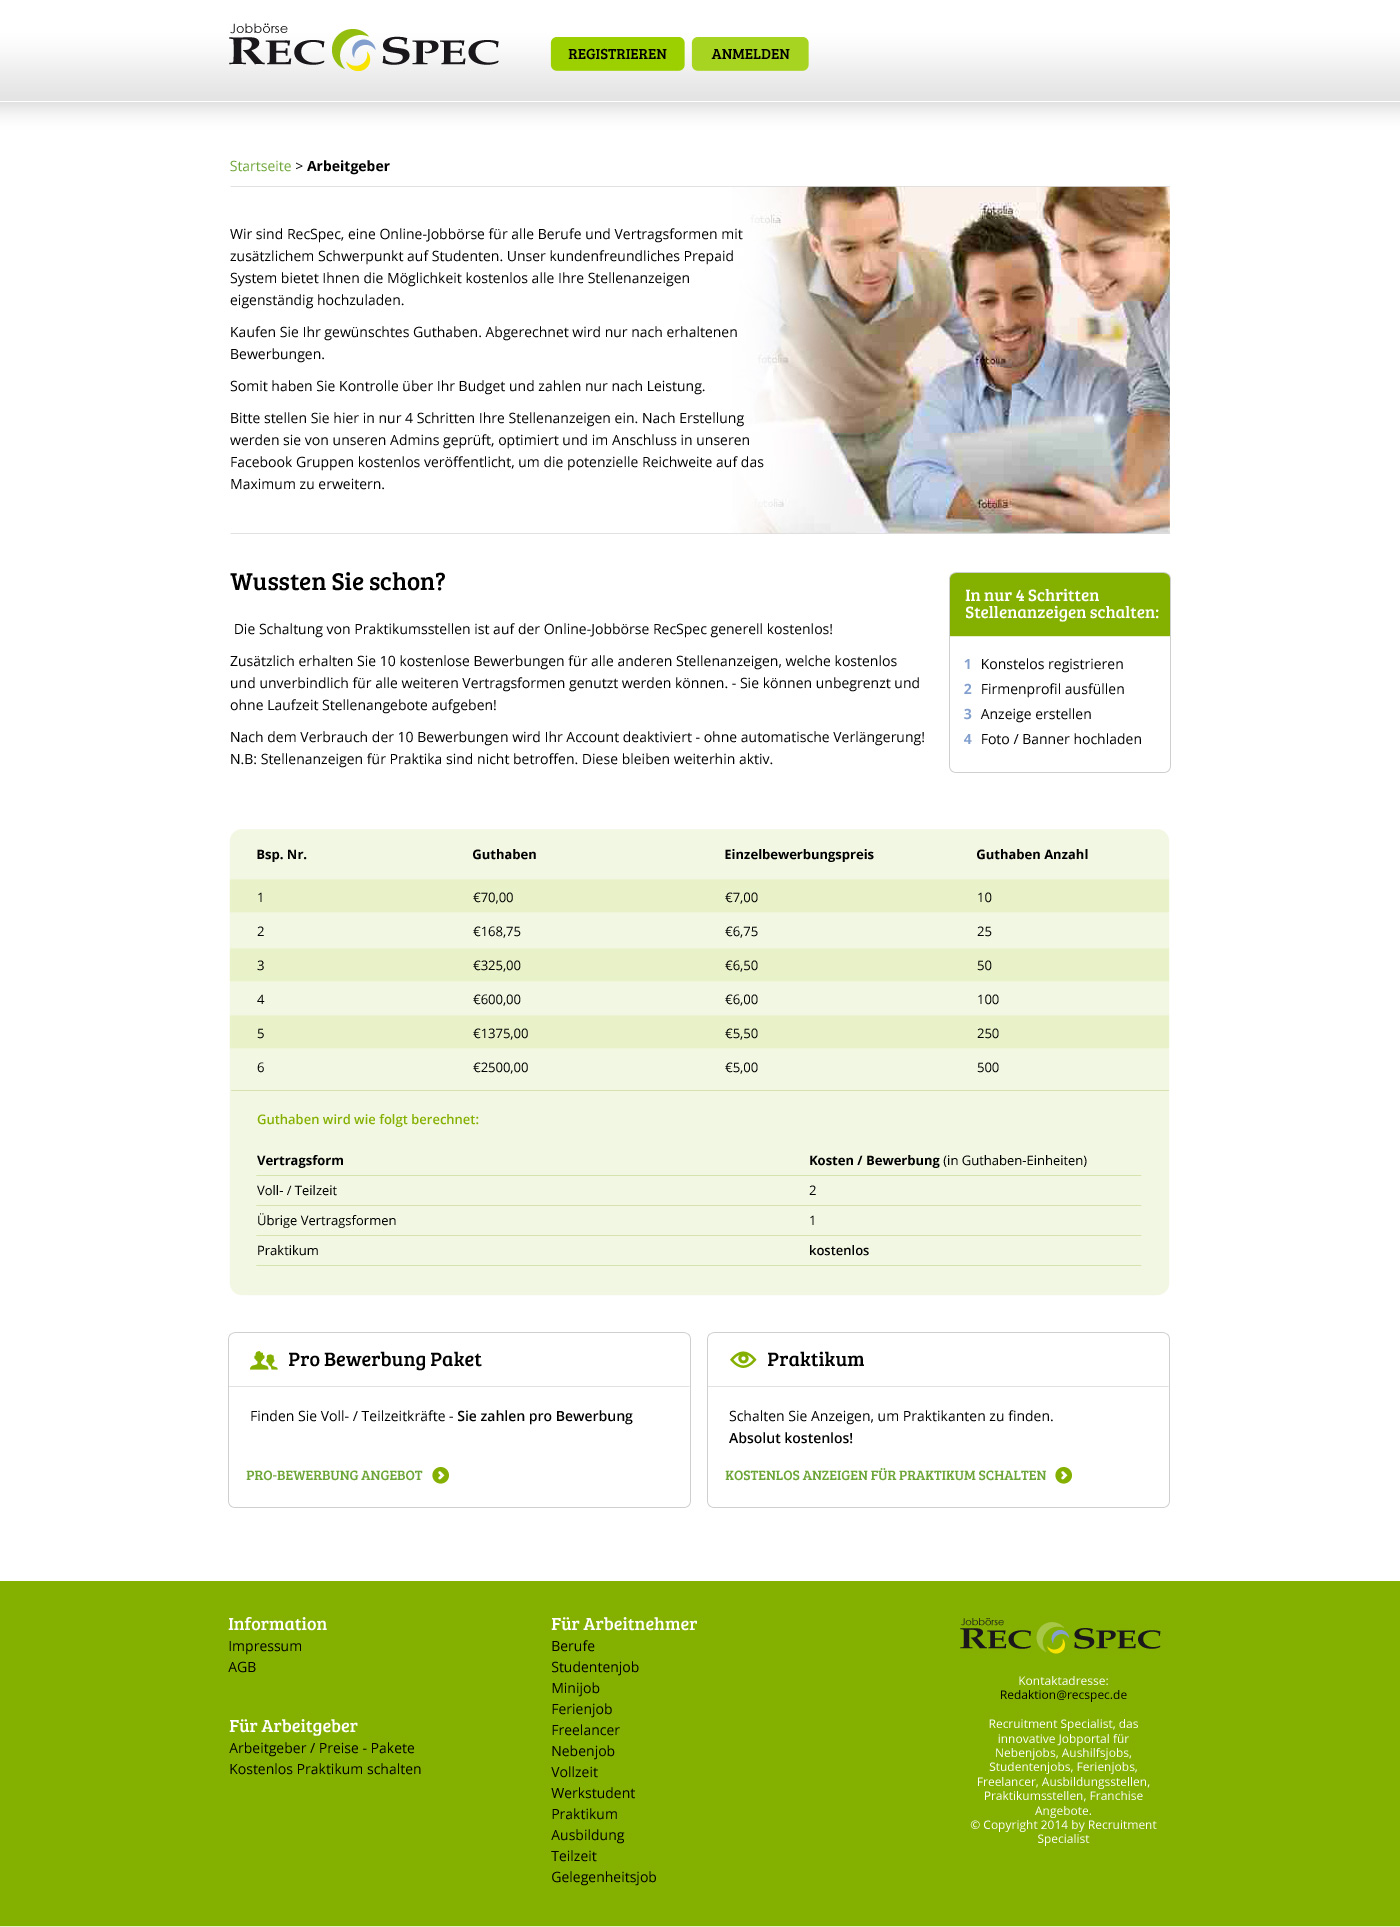 Jobbörse
RECSPEC
REGISTRIEREN
ANMELDEN
Startseite > Arbeitgeber
Wir sind RecSpec, eine Online-Jobbörse für alle Berufe und Vertragsformen mit
zusätzlichem Schwerpunkt auf Studenten. Unser kundenfreundliches Prepaid
System bietet Ihnen die Möglichkeit kostenlos alle Ihre Stellenanzeigen
eigenständig hochzuladen.
Kaufen Sie Ihr gewünschtes Guthaben. Abgerechnet wird nur nach erhaltenen
Bewerbungen.
Somit haben Sie Kontrolle über Ihr Budget und zahlen nur nach Leistung.
Bitte stellen Sie hier in nur 4 Schritten Ihre Stellenanzeigen ein. Nach Erstellung
werden sie von unseren Admins geprüft, optimiert und im Anschluss in unseren
Facebook Gruppen kostenlos veröffentlicht, um die potenzielle Reichweite auf das
Maximum zu erweitern.
fotolia
fotolia
fotolia
fotolia
fotolia
fotolia
Wussten Sie schon?
Die Schaltung von Praktikumsstellen ist auf der Online-Jobbörse RecSpec generell kostenlos!
Zusätzlich erhalten Sie 10 kostenlose Bewerbungen für alle anderen Stellenanzeigen, welche kostenlos
und unverbindlich für alle weiteren Vertragsformen genutzt werden können. - Sie können unbegrenzt und
ohne Laufzeit Stellenangebote aufgeben!
Nach dem Verbrauch der 10 Bewerbungen wird Ihr Account deaktiviert - ohne automatische Verlängerung!
N.B: Stellenanzeigen für Praktika sind nicht betroffen. Diese bleiben weiterhin aktiv.
In nur 4 Schritten
Stellenanzeigen schalten:
1 Konstelos registrieren
2 Firmenprofil ausfüllen
3 Anzeige erstellen
4 Foto / Banner hochladen
Bsp. Nr. Guthaben Einzelbewerbungspreis Guthaben Anzahl
1 €70,00 €7,00 10
2 €168,75 €6,75 25
3 €325,00 €6,50 50
4 €600,00 €6,00 100
5 €1375,00 €5,50 250
6 €2500,00 €5,00 500
Guthaben wird wie folgt berechnet:
Vertragsform Kosten / Bewerbung (in Guthaben-Einheiten)
Voll- / Teilzeit 2
Übrige Vertragsformen 1
Praktikum kostenlos
Pro Bewerbung Paket
Finden Sie Voll- / Teilzeitkräfte - Sie zahlen pro Bewerbung
PRO-BEWERBUNG ANGEBOT
Praktikum
Schalten Sie Anzeigen, um Praktikanten zu finden.
Absolut kostenlos!
KOSTENLOS ANZEIGEN FÜR PRAKTIKUM SCHALTEN
Information
Impressum
AGB
Für Arbeitgeber
Arbeitgeber / Preise - Pakete
Kostenlos Praktikum schalten
Für Arbeitnehmer
Berufe
Studentenjob
Minijob
Ferienjob
Freelancer
Nebenjob
Vollzeit
Werkstudent
Praktikum
Ausbildung
Teilzeit
Gelegenheitsjob
Jobbörse
RECSPEC
Kontaktadresse:
Redaktion@recspec.de
Recruitment Specialist, das
innovative Jobportal für
Nebenjobs, Aushilfsjobs,
Studentenjobs, Ferienjobs,
Freelancer, Ausbildungsstellen,
Praktikumsstellen, Franchise
Angebote.
© Copyright 2014 by Recruitment
Specialist